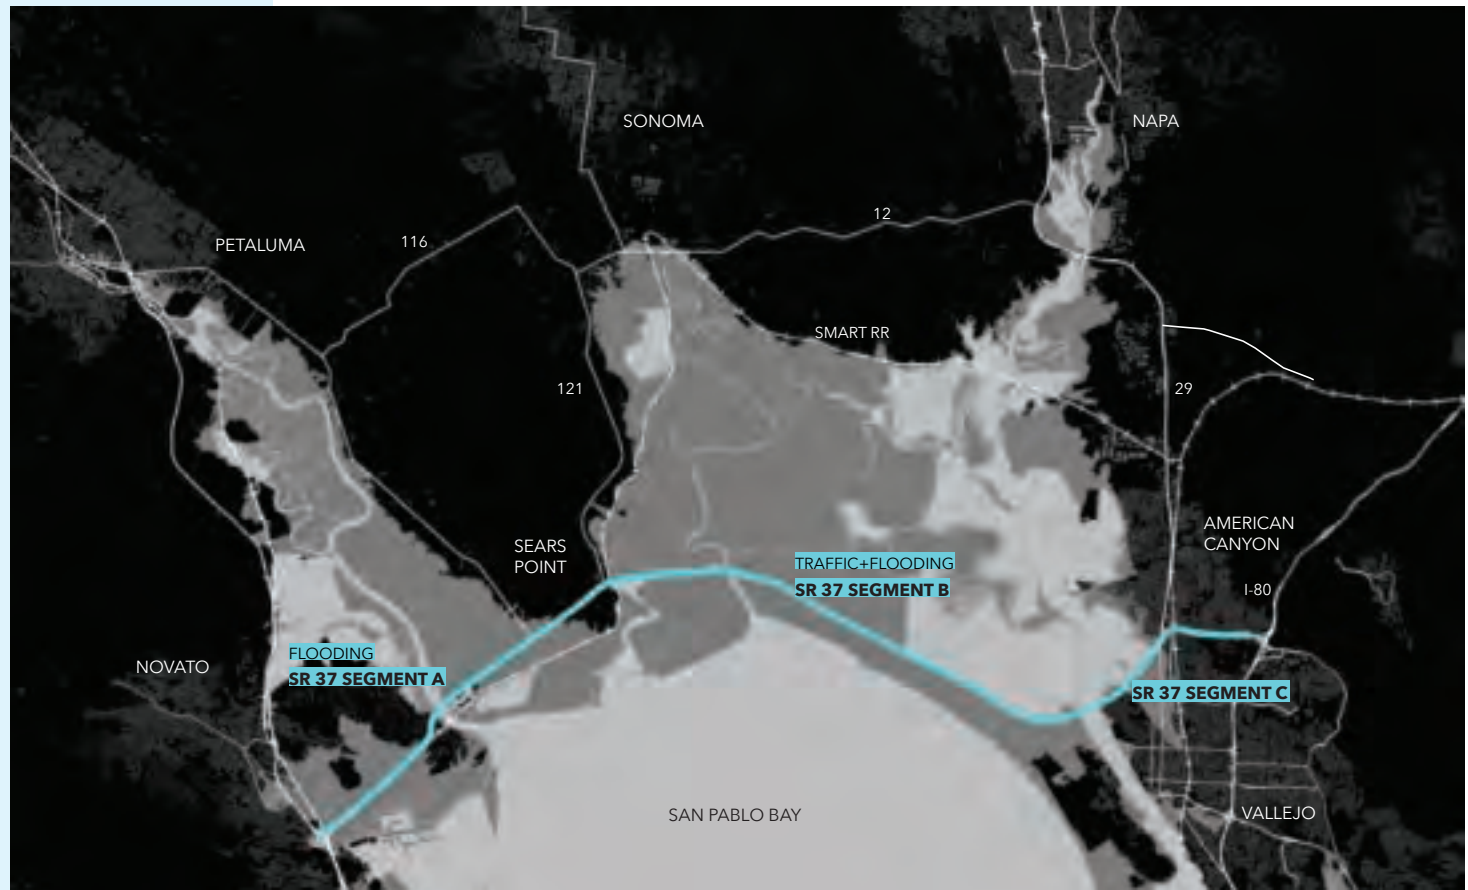 SONOMA
NAPA
12
116
PETALUMA
SMART RR
121
29
AMERICAN
CANYON
SEARS
POINT
TRAFFIC+FLOODING
SR 37 SEGMENT B
I-80
FLOODING
SR 37 SEGMENT A
NOVATO
SR 37 SEGMENT C
SAN PABLO BAY
VALLEJO